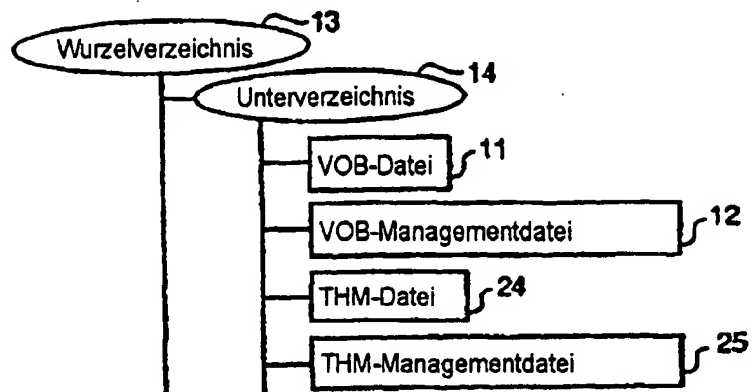 Wurzelverzeichnis 13
Unterverzeichnis 14
VOB-Datei 11
VOB-Managementdatei 12
THM-Datei 24
THM-Managementdatei 25